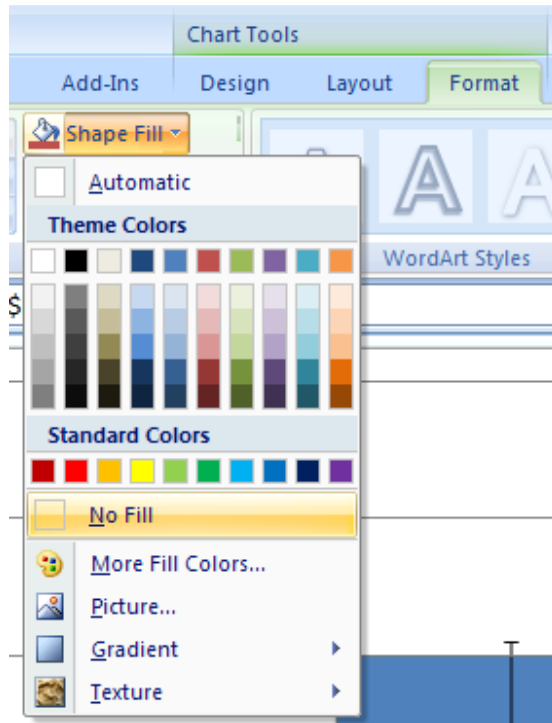 Chart Tools
Add-Ins Design Layout Format
Shape Fill
A A
Automatic
Theme Colors
WordArt Styles
$
Standard Colors
No Fill
More Fill Colors...
Picture...
Gradient
Texture